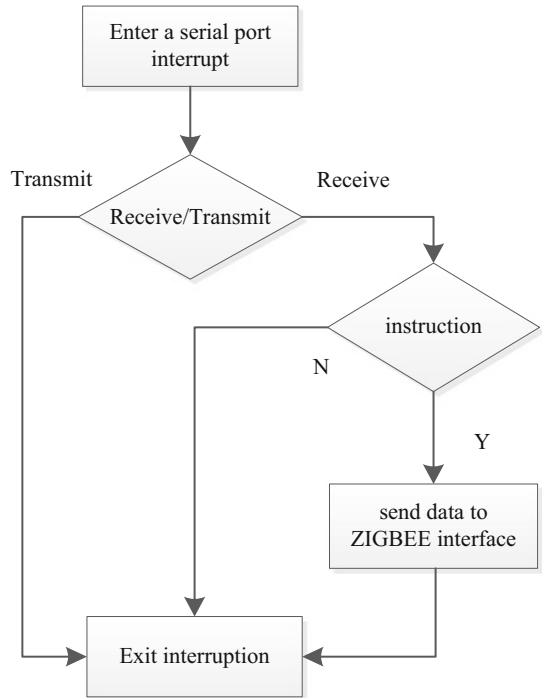 Enter a serial port
interrupt
Transmit
Receive
Receive/Transmit
instruction
N
Y
send data to
ZIGBEE interface
Exit interruption